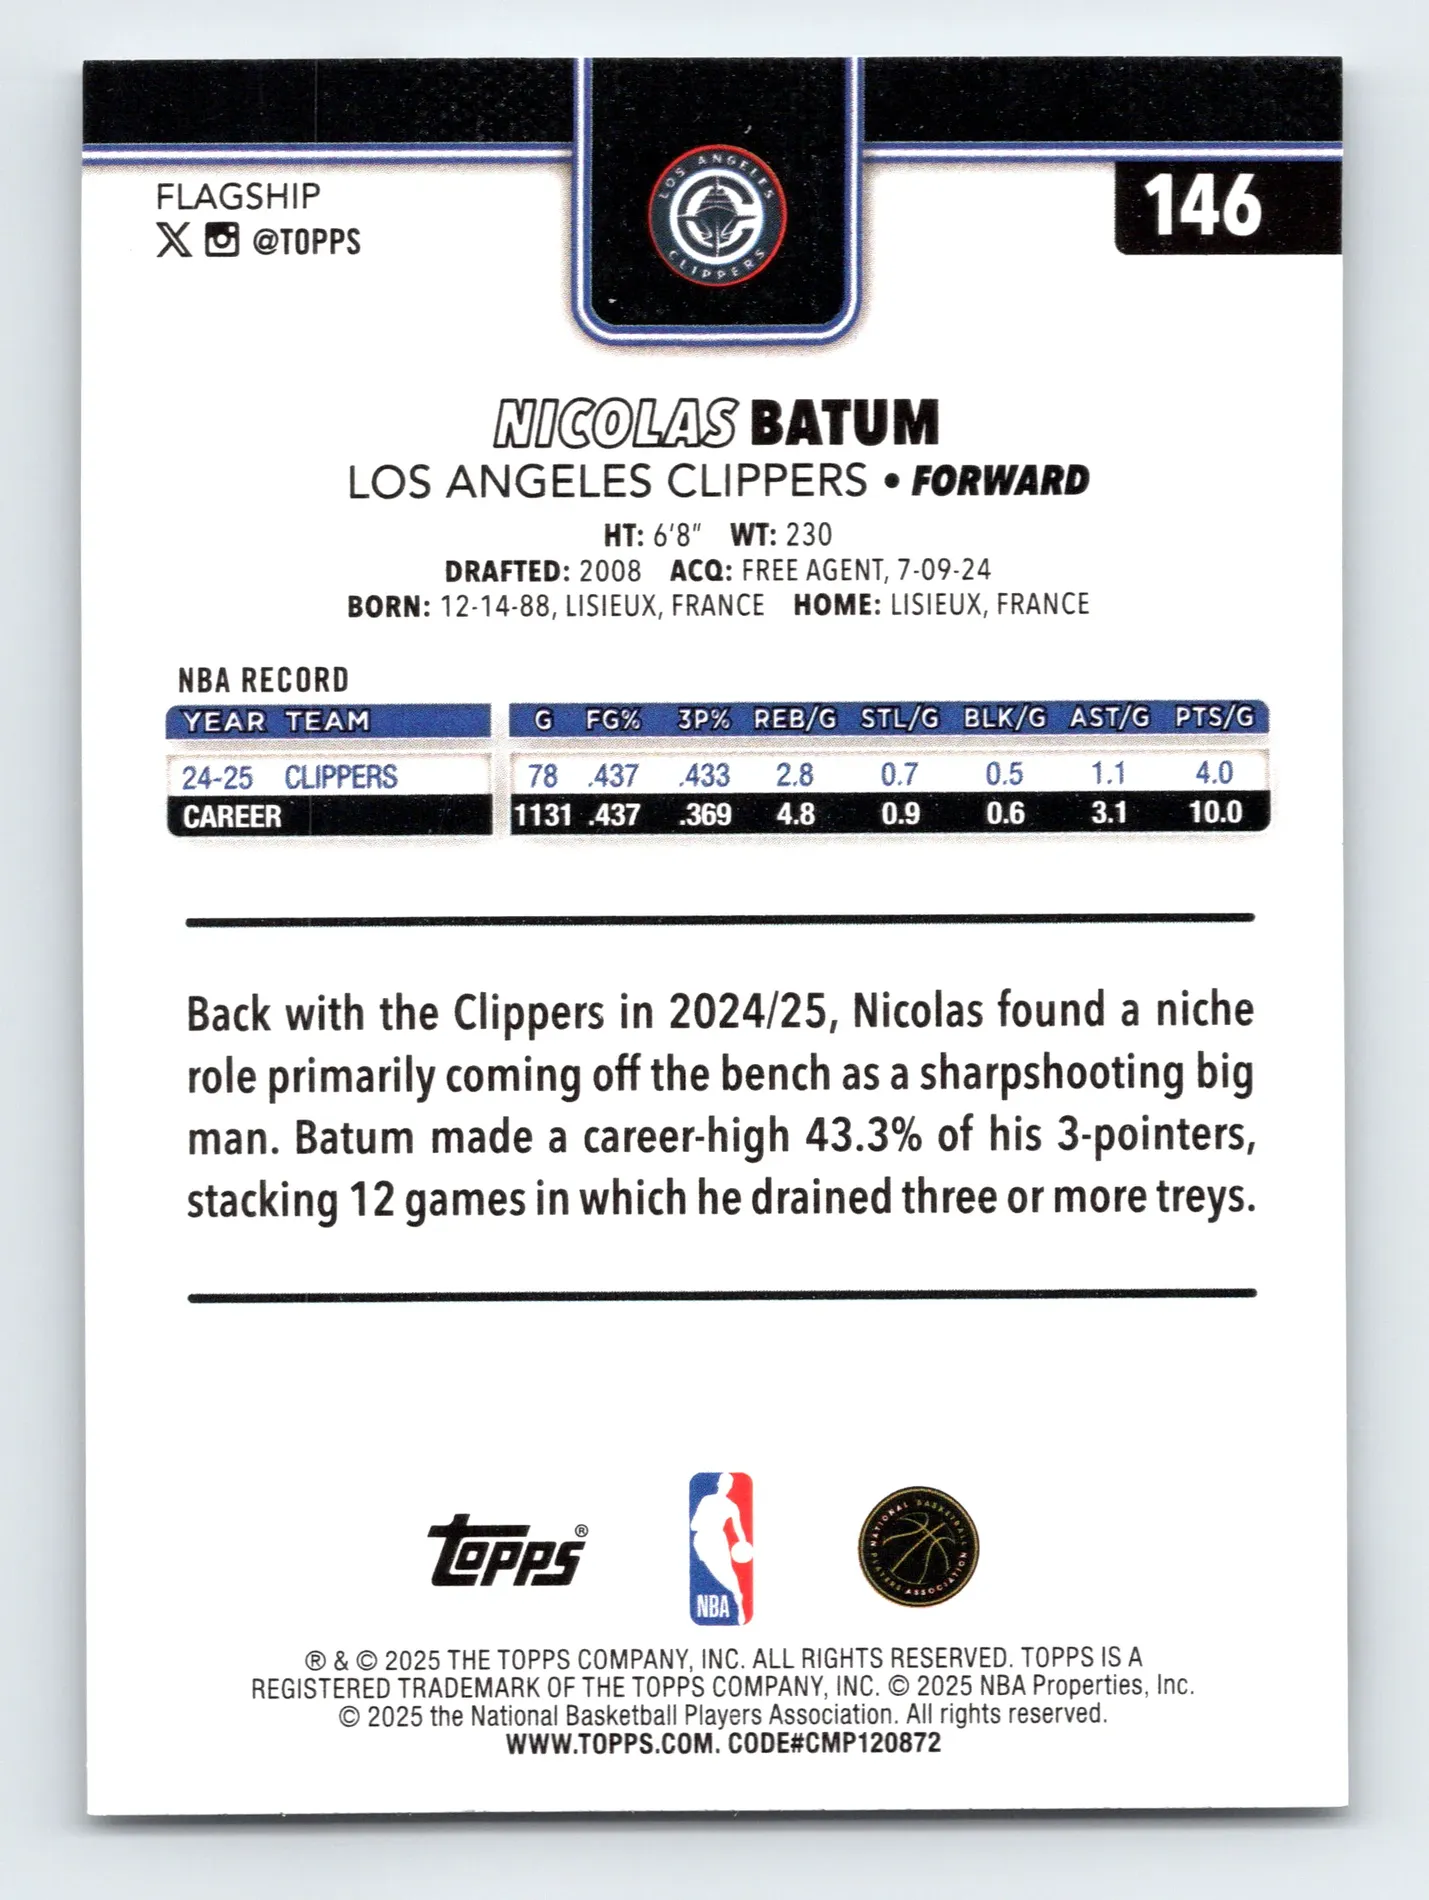 FLAGSHIP
@TOPPS
LOS ANGELES
CLIPPERS
146
NICOLAS BATUM
LOS ANGELES CLIPPERS • FORWARD
HT: 6'8" WT: 230
DRAFTED: 2008 ACQ: FREE AGENT, 7-09-24
BORN: 12-14-88, LISIEUX, FRANCE HOME: LISIEUX, FRANCE
NBA RECORD
YEAR TEAM G FG% 3P% REB/G STL/G BLK/G AST/G PTS/G
24-25 CLIPPERS 78 .437 .433 2.8 0.7 0.5 1.1 4.0
CAREER 1131 .437 .369 4.8 0.9 0.6 3.1 10.0
Back with the Clippers in 2024/25, Nicolas found a niche
role primarily coming off the bench as a sharpshooting big
man. Batum made a career-high 43.3% of his 3-pointers,
stacking 12 games in which he drained three or more treys.
Topps®
NBA
NATIONAL BASKETBALL
PLAYERS ASSOCIATION
® & © 2025 THE TOPPS COMPANY, INC. ALL RIGHTS RESERVED. TOPPS IS A
REGISTERED TRADEMARK OF THE TOPPS COMPANY, INC. © 2025 NBA Properties, Inc.
© 2025 the National Basketball Players Association. All rights reserved.
WWW.TOPPS.COM. CODE#CMP120872